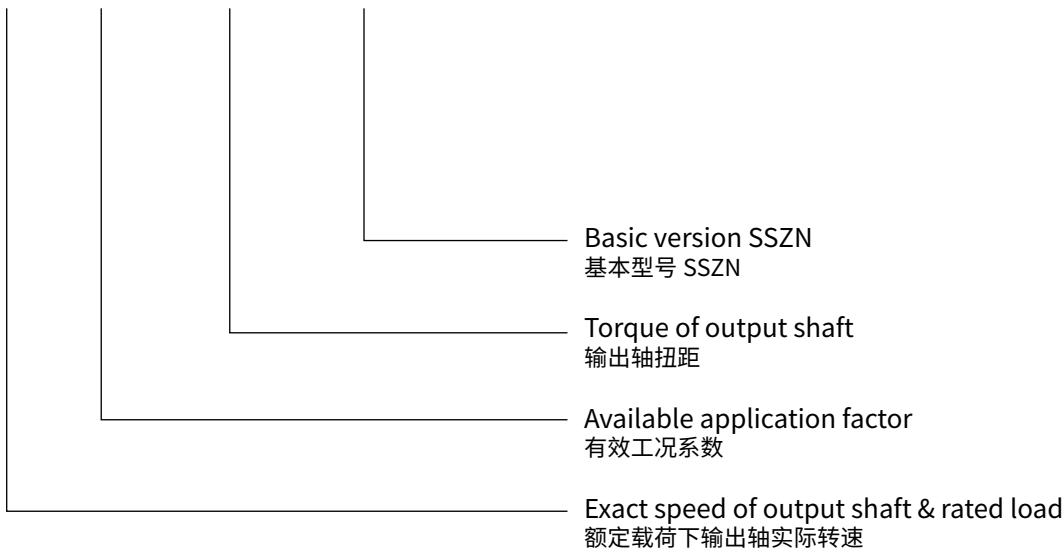 Basic version SSZN
基本型号 SSZN
Torque of output shaft
输出轴扭距
Available application factor
有效工况系数
Exact speed of output shaft & rated load
额定载荷下输出轴实际转速